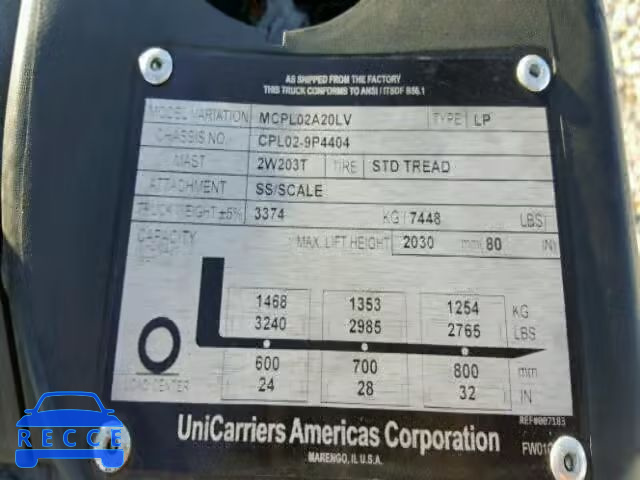 AS SHIPPED FROM THE FACTORY
THIS TRUCK CONFORMS TO ANSI / ITSDF B56.1
MODEL VARIATION MCPL02A20LV TYPE LP
CHASSIS NO. CPL02-9P4404
MAST 2W203T TIRE STD TREAD
ATTACHMENT SS/SCALE
TRUCK WEIGHT ±5% 3374 KG ( 7448 LBS)
CAPACITY MAX. LIFT HEIGHT 2030 mm( 80 IN)
1468 1353 1254 KG
3240 2985 2765 LBS
600 700 800 mm
LOAD CENTER 24 28 32 IN
REF#007183
UniCarriers Americas Corporation
MARENGO, IL U.S.A.
RECCE